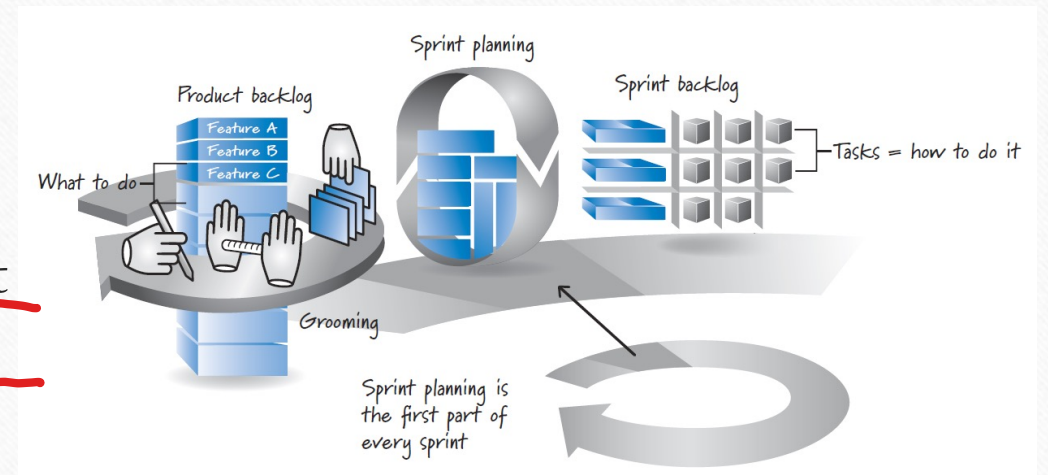 Sprint planning
Product backlog
Sprint backlog
Feature A
Feature B
Feature C
What to do
Tasks = how to do it
Grooming
Sprint planning is
the first part of
every sprint